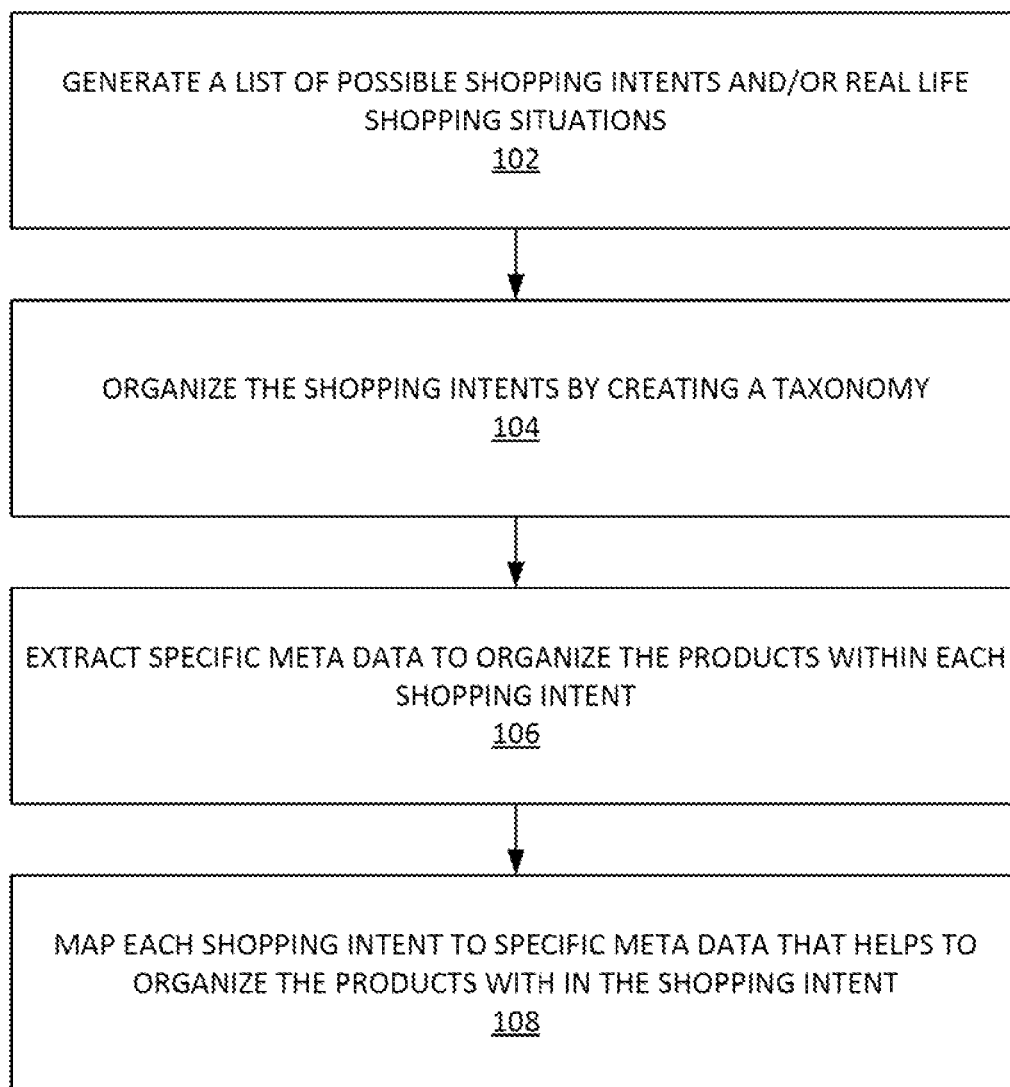 GENERATE A LIST OF POSSIBLE SHOPPING INTENTS AND/OR REAL LIFE
SHOPPING SITUATIONS
102
ORGANIZE THE SHOPPING INTENTS BY CREATING A TAXONOMY
104
EXTRACT SPECIFIC META DATA TO ORGANIZE THE PRODUCTS WITHIN EACH
SHOPPING INTENT
106
MAP EACH SHOPPING INTENT TO SPECIFIC META DATA THAT HELPS TO
ORGANIZE THE PRODUCTS WITH IN THE SHOPPING INTENT
108